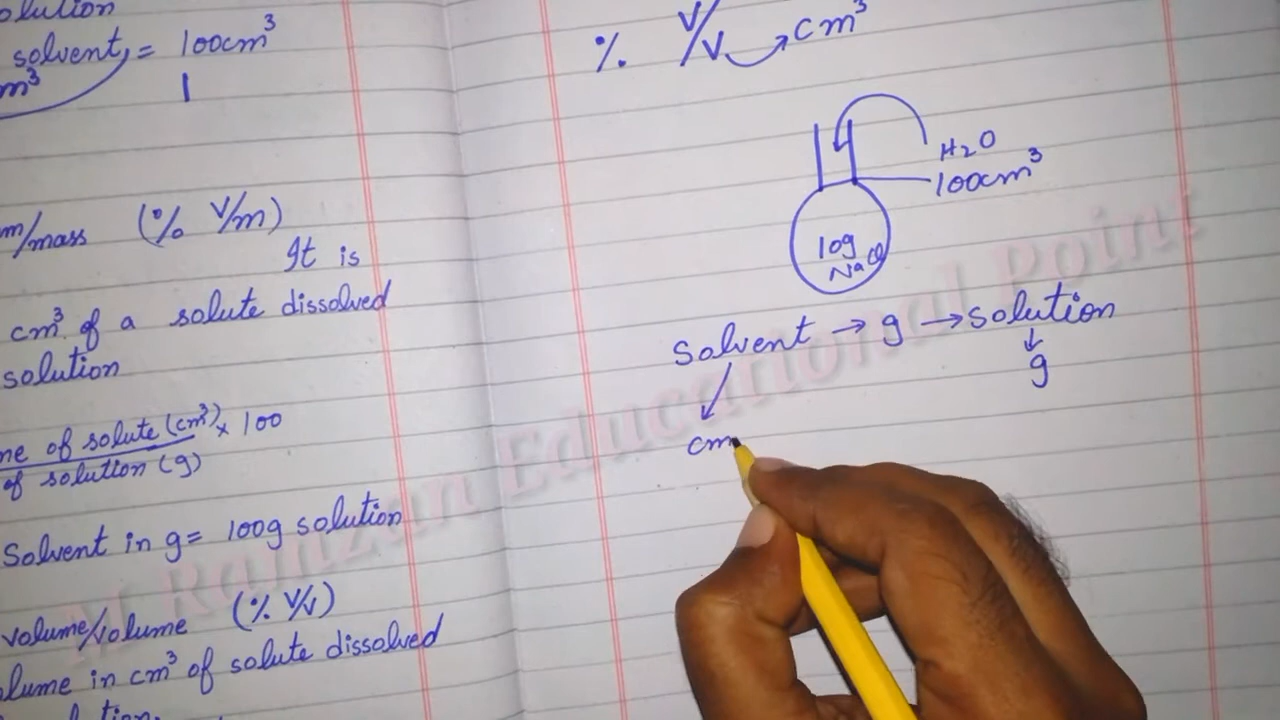 olution
solvent, = 100cm³
m³ 1
m/mass (% V/m)
It is
cm³ of a solute dissolved
solution
me of solute (cm³) × 100
of solution (g)
Solvent in g = 100g solution
volume/volume (% V/v)
lume in cm³ of solute dissolved
lution.
% V/V → cm³
H₂O
100cm³
10g
NaCl
Solvent → g → solution
↓
g
cm
M Ramzan Educational Point